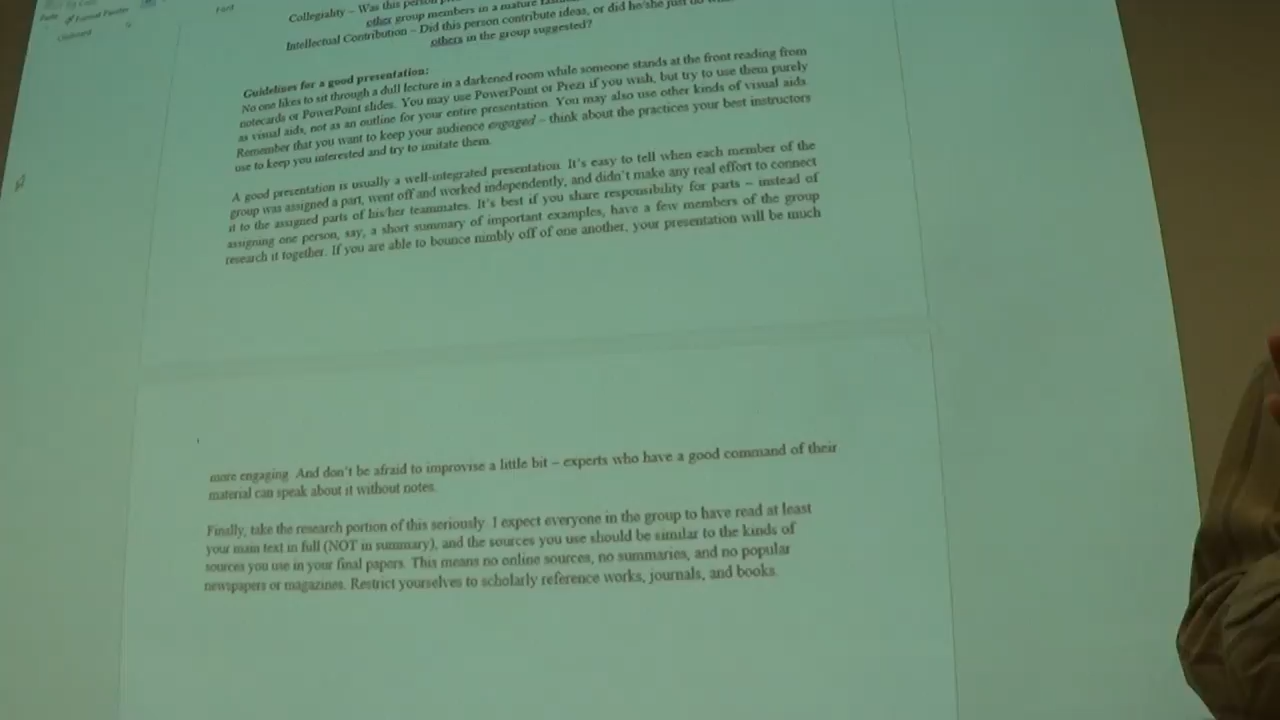 Format Painter
Clipboard
Font
Collegiality – Was this person
other group members in a mature
Intellectual Contribution – Did this person contribute ideas, or did he/she just do
others in the group suggested?
Guidelines for a good presentation:
No one likes to sit through a dull lecture in a darkened room while someone stands at the front reading from
notecards or PowerPoint slides. You may use PowerPoint or Prezi if you wish, but try to use them purely
as visual aids, not as an outline for your entire presentation. You may also use other kinds of visual aids.
Remember that you want to keep your audience engaged – think about the practices your best instructors
use to keep you interested and try to imitate them.
A good presentation is usually a well-integrated presentation. It's easy to tell when each member of the
group was assigned a part, went off and worked independently, and didn't make any real effort to connect
it to the assigned parts of his/her teammates. It's best if you share responsibility for parts – instead of
assigning one person, say, a short summary of important examples, have a few members of the group
research it together. If you are able to bounce nimbly off of one another, your presentation will be much
more engaging. And don't be afraid to improvise a little bit – experts who have a good command of their
material can speak about it without notes.
Finally, take the research portion of this seriously. I expect everyone in the group to have read at least
your main text in full (NOT in summary), and the sources you use should be similar to the kinds of
sources you use in your final papers. This means no online sources, no summaries, and no popular
newspapers or magazines. Restrict yourselves to scholarly reference works, journals, and books.